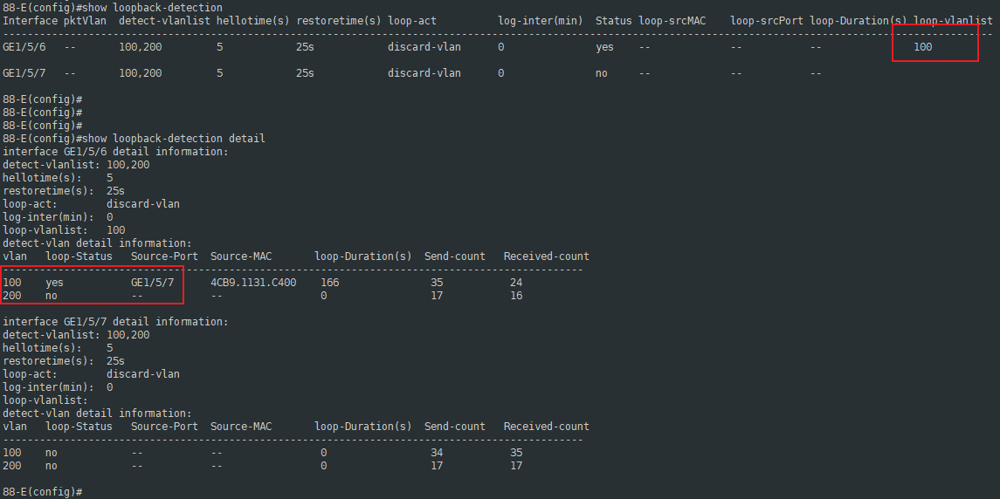 88-E(config)#show loopback-detection
Interface pktVlan  detect-vlanlist hellotime(s) restoretime(s) loop-act         log-inter(min)  Status loop-srcMAC    loop-srcPort loop-Duration(s) loop-vlanlist
-----------------------------------------------------------------------------------------------------------------------------------------------------------------
GE1/5/6   --       100,200         5            25s            discard-vlan     0               yes    --             --           --               100
GE1/5/7   --       100,200         5            25s            discard-vlan     0               no     --             --           --
88-E(config)#
88-E(config)#
88-E(config)#
88-E(config)#show loopback-detection detail
interface GE1/5/6 detail information:
detect-vlanlist: 100,200
hellotime(s):    5
restoretime(s):  25s
loop-act:        discard-vlan
log-inter(min):  0
loop-vlanlist:   100
detect-vlan detail information:
vlan   loop-Status   Source-Port  Source-MAC       loop-Duration(s)  Send-count   Received-count
-----------------------------------------------------------------------------------------------
100    yes           GE1/5/7      4CB9.1131.C400    166               35           24
200    no            --           --                0                 17           16
interface GE1/5/7 detail information:
detect-vlanlist: 100,200
hellotime(s):    5
restoretime(s):  25s
loop-act:        discard-vlan
log-inter(min):  0
loop-vlanlist:
detect-vlan detail information:
vlan   loop-Status   Source-Port  Source-MAC       loop-Duration(s)  Send-count   Received-count
-----------------------------------------------------------------------------------------------
100    no            --           --                0                 34           35
200    no            --           --                0                 17           17
88-E(config)#